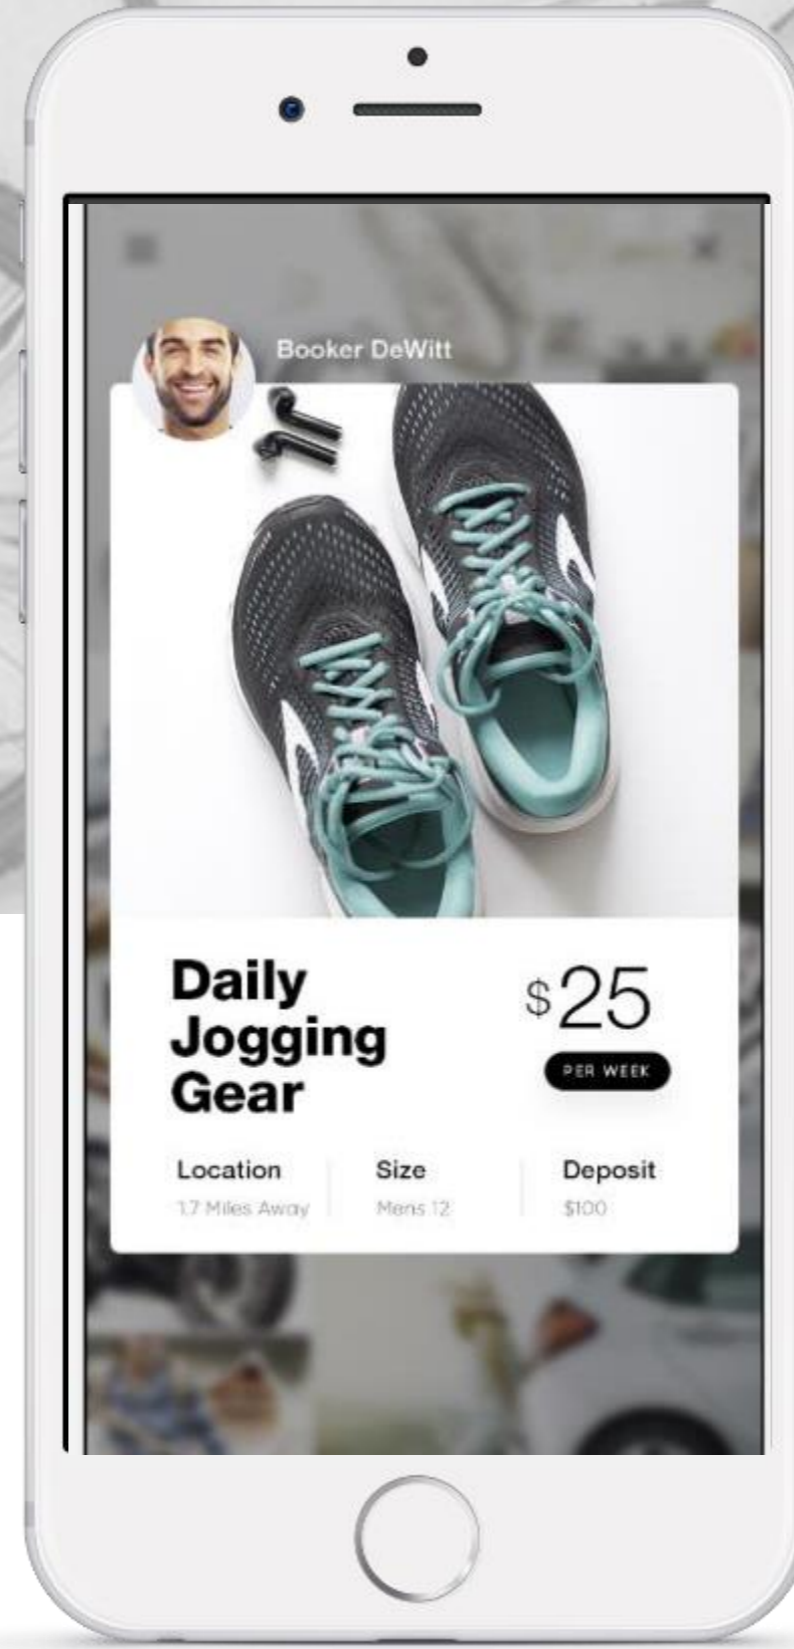 Booker DeWitt
Daily
Jogging
Gear
$25
PER WEEK
Location
Size
Deposit
1.7 Miles Away
Mens 12
$100